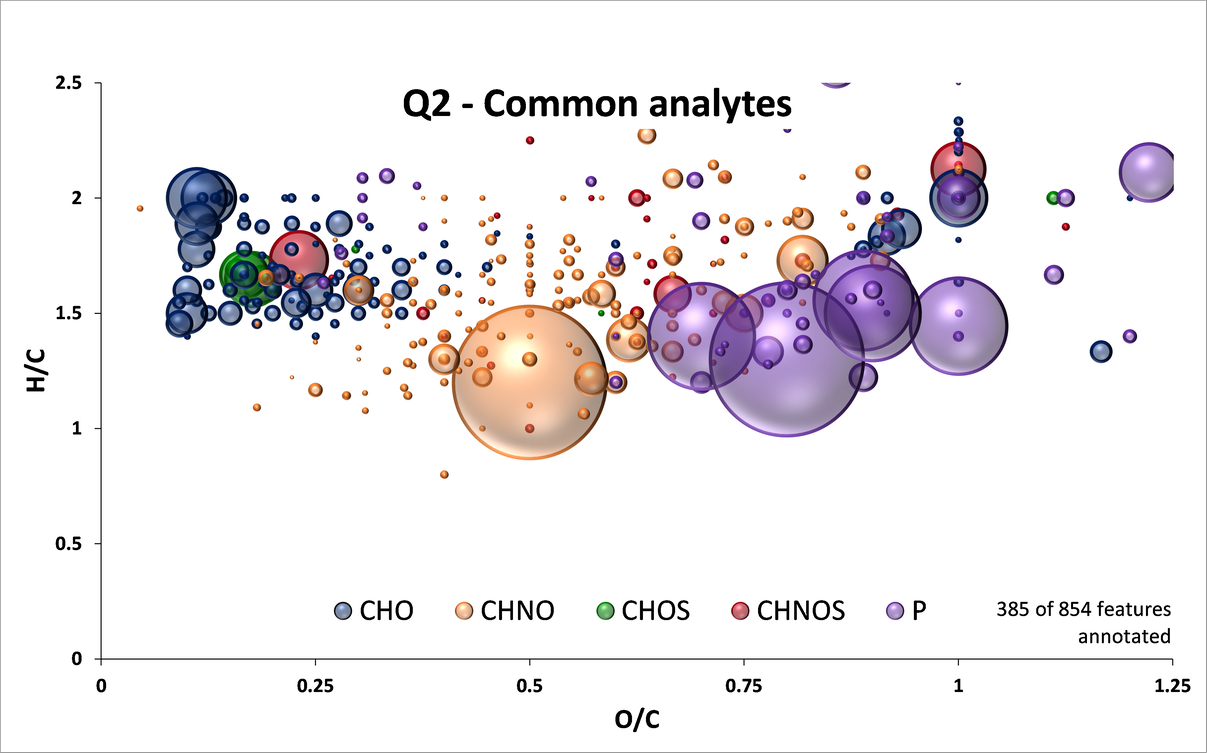 Q2 - Common analytes
2.5
2
1.5
1
0.5
0
H/C
CHO CHNO CHOS CHNOS P
385 of 854 features
annotated
0 0.25 0.5 0.75 1 1.25
O/C